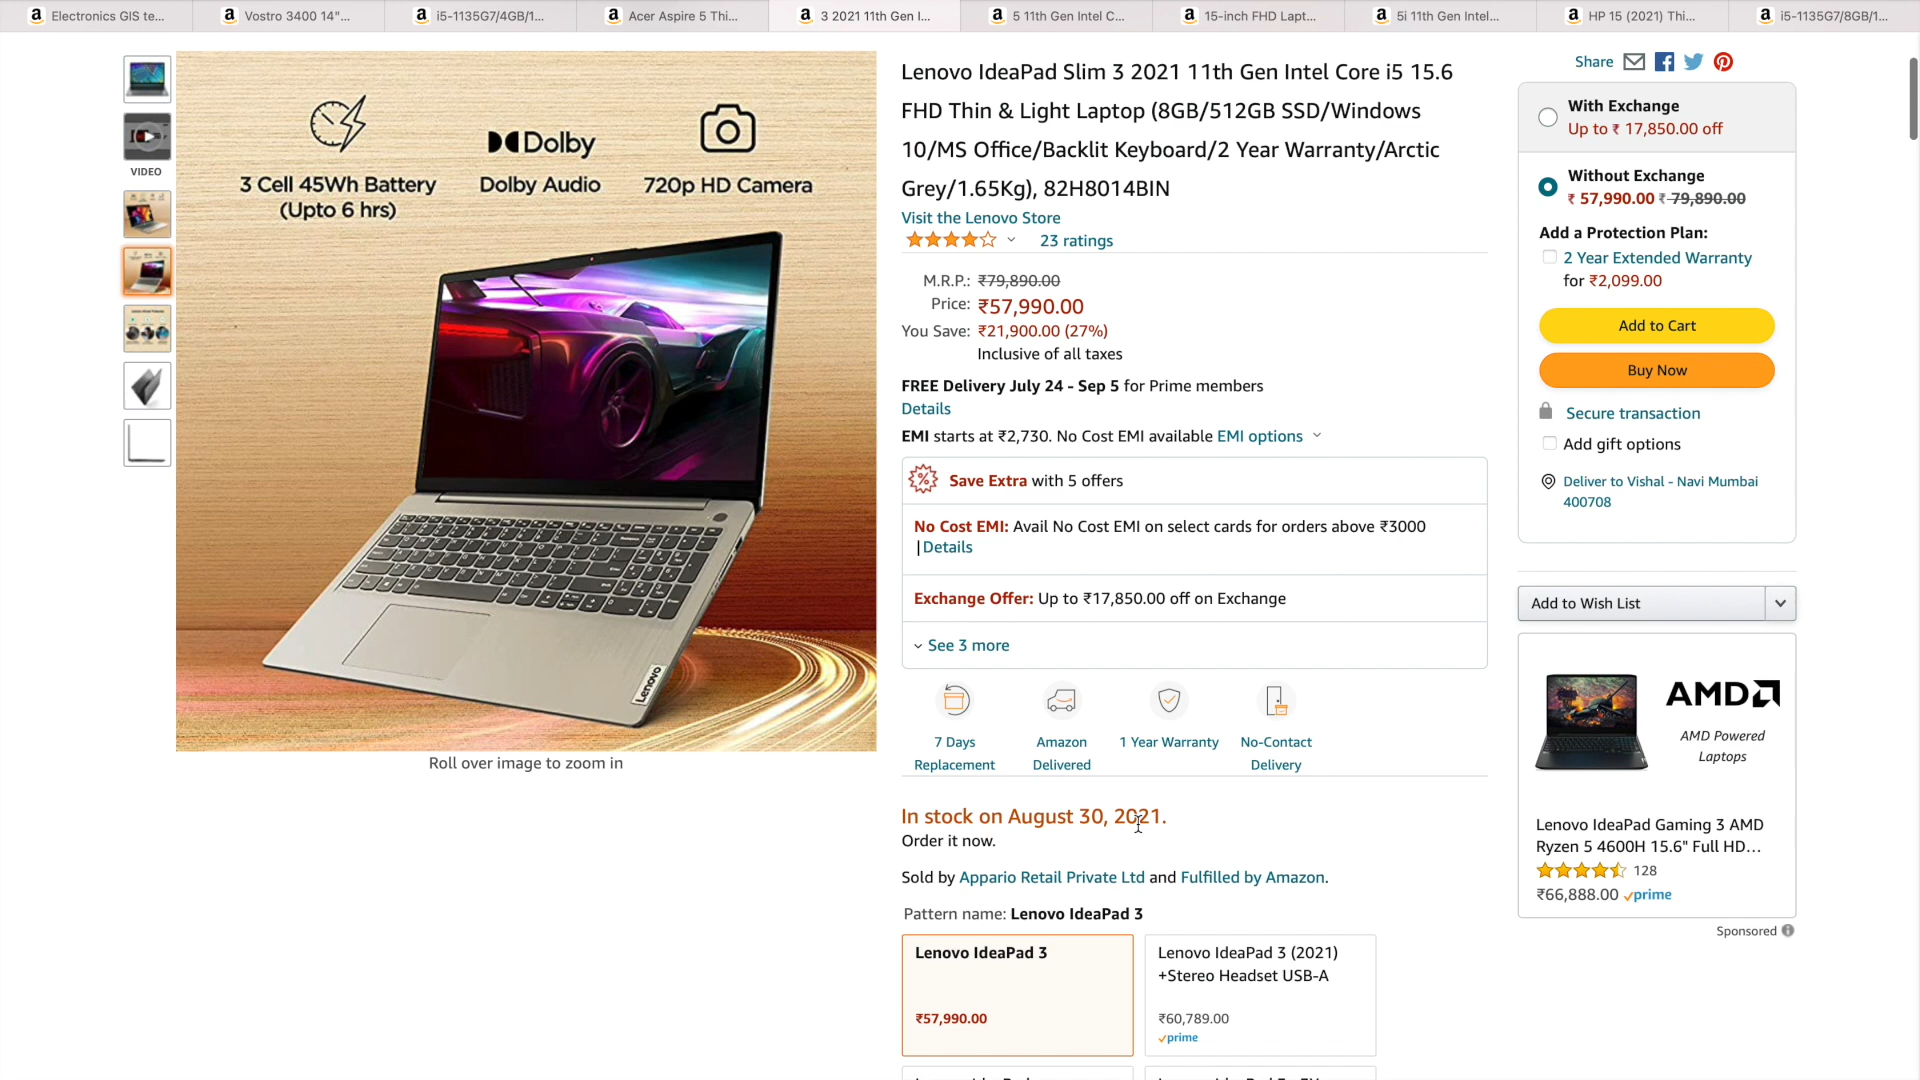 Electronics GIS te...
Vostro 3400 14"...
i5-1135G7/4GB/1...
Acer Aspire 5 Thi...
3 2021 11th Gen I...
5 11th Gen Intel C...
15-inch FHD Lapt...
5i 11th Gen Intel...
HP 15 (2021) Thi...
i5-1135G7/8GB/1...
VIDEO
3 Cell 45Wh Battery
(Upto 6 hrs)
Dolby
Dolby Audio
720p HD Camera
Lenovo
Roll over image to zoom in
Lenovo IdeaPad Slim 3 2021 11th Gen Intel Core i5 15.6
FHD Thin & Light Laptop (8GB/512GB SSD/Windows
10/MS Office/Backlit Keyboard/2 Year Warranty/Arctic
Grey/1.65Kg), 82H8014BIN
Visit the Lenovo Store
23 ratings
M.R.P.: ₹79,890.00
Price: ₹57,990.00
You Save: ₹21,900.00 (27%)
Inclusive of all taxes
FREE Delivery July 24 - Sep 5 for Prime members
Details
EMI starts at ₹2,730. No Cost EMI available EMI options
Save Extra with 5 offers
No Cost EMI: Avail No Cost EMI on select cards for orders above ₹3000
|Details
Exchange Offer: Up to ₹17,850.00 off on Exchange
See 3 more
7 Days
Replacement
Amazon
Delivered
1 Year Warranty
No-Contact
Delivery
In stock on August 30, 2021.
Order it now.
Sold by Appario Retail Private Ltd and Fulfilled by Amazon.
Pattern name: Lenovo IdeaPad 3
Lenovo IdeaPad 3
₹57,990.00
Lenovo IdeaPad 3 (2021)
+Stereo Headset USB-A
₹60,789.00
prime
Share
With Exchange
Up to ₹ 17,850.00 off
Without Exchange
₹ 57,990.00 ₹ 79,890.00
Add a Protection Plan:
2 Year Extended Warranty
for ₹2,099.00
Add to Cart
Buy Now
Secure transaction
Add gift options
Deliver to Vishal - Navi Mumbai
400708
Add to Wish List
AMD
AMD Powered
Laptops
Lenovo IdeaPad Gaming 3 AMD
Ryzen 5 4600H 15.6" Full HD...
128
₹66,888.00 prime
Sponsored